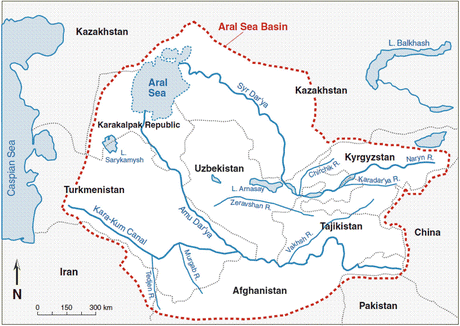 Kazakhstan
Aral Sea Basin
L. Balkhash
Aral
Sea
Syr Dar'ya
Kazakhstan
Karakalpak Republic
Caspian Sea
L.
Sarykamysh
Uzbekistan
Chirchik R.
Kyrgyzstan
Naryn R.
L. Arnasay
Karadar'ya R.
Turkmenistan
Zeravshan R.
Kara-Kum Canal
Amu Dar'ya
Vakhsh R.
Tajikistan
China
Iran
Tedjen R.
Murgab R.
Afghanistan
Pakistan
N
0 150 300 km